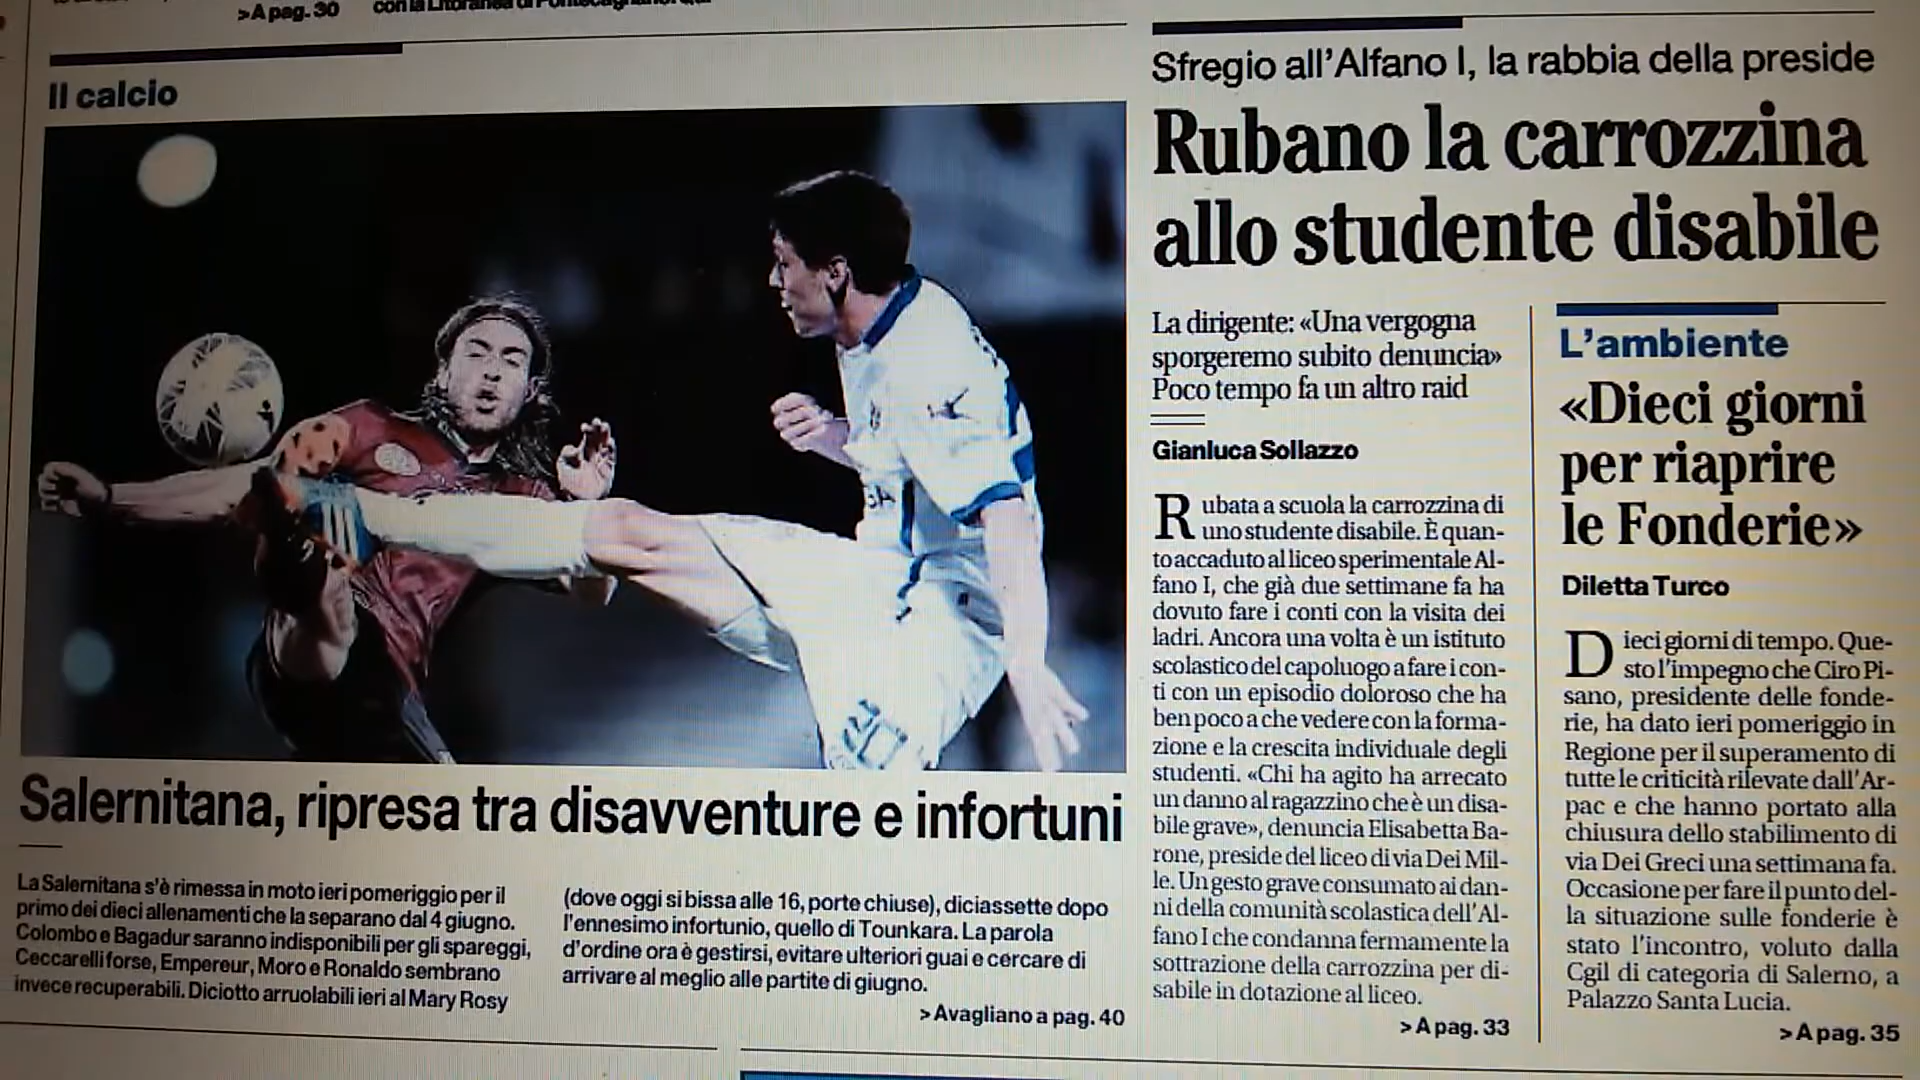 >A pag. 30
Il calcio
Salernitana, ripresa tra disavventure e infortuni
La Salernitana s'è rimessa in moto ieri pomeriggio per il
primo dei dieci allenamenti che la separano dal 4 giugno.
Colombo e Bagadur saranno indisponibili per gli spareggi,
Ceccarelli forse, Empereur, Moro e Ronaldo sembrano
invece recuperabili. Diciotto arruolabili ieri al Mary Rosy
(dove oggi si bissa alle 16, porte chiuse), diciassette dopo
l'ennesimo infortunio, quello di Tounkara. La parola
d'ordine ora è gestirsi, evitare ulteriori guai e cercare di
arrivare al meglio alle partite di giugno.
>Avagliano a pag. 40
Sfregio all'Alfano I, la rabbia della preside
Rubano la carrozzina
allo studente disabile
La dirigente: «Una vergogna
sporgeremo subito denuncia»
Poco tempo fa un altro raid
Gianluca Sollazzo
Rubata a scuola la carrozzina di
uno studente disabile. È quan-
to accaduto al liceo sperimentale Al-
fano I, che già due settimane fa ha
dovuto fare i conti con la visita dei
ladri. Ancora una volta è un istituto
scolastico del capoluogo a fare i con-
ti con un episodio doloroso che ha
ben poco a che vedere con la forma-
zione e la crescita individuale degli
studenti. «Chi ha agito ha arrecato
un danno al ragazzino che è un disa-
bile grave», denuncia Elisabetta Ba-
rone, preside del liceo di via Dei Mil-
le. Un gesto grave consumato ai dan-
ni della comunità scolastica dell'Al-
fano I che condanna fermamente la
sottrazione della carrozzina per di-
sabile in dotazione al liceo.
>A pag. 33
L'ambiente
«Dieci giorni
per riaprire
le Fonderie»
Diletta Turco
Dieci giorni di tempo. Que-
sto l'impegno che Ciro Pi-
sano, presidente delle fonde-
rie, ha dato ieri pomeriggio in
Regione per il superamento di
tutte le criticità rilevate dall'Ar-
pac e che hanno portato alla
chiusura dello stabilimento di
via Dei Greci una settimana fa.
Occasione per fare il punto del-
la situazione sulle fonderie è
stato l'incontro, voluto dalla
Cgil di categoria di Salerno, a
Palazzo Santa Lucia.
>A pag. 35